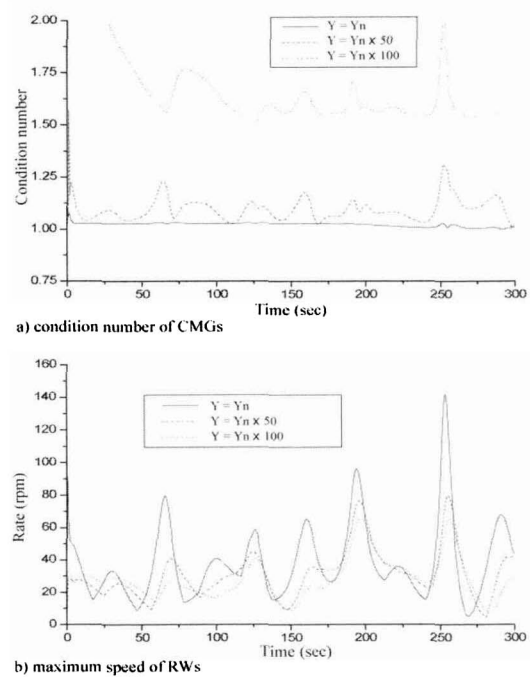 2.00
1.75
1.50
1.25
1.00
0.75
Condition number
Y = Yn
Y = Yn × 50
Y = Yn × 100
0 50 100 150 200 250 300
Time (sec)
a) condition number of CMGs
160
140
120
100
80
60
40
20
0
Rate (rpm)
Y = Yn
Y = Yn × 50
Y = Yn × 100
0 50 100 150 200 250 300
Time (sec)
b) maximum speed of RWs